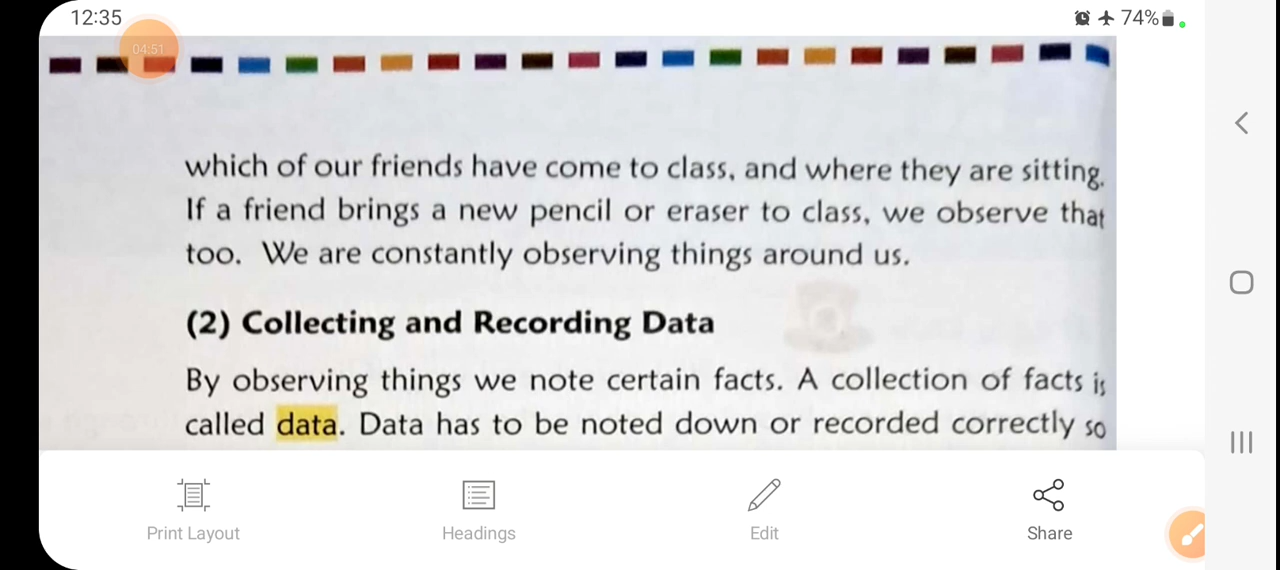 12:35
74%
04:51
which of our friends have come to class, and where they are sitting.
If a friend brings a new pencil or eraser to class, we observe that
too. We are constantly observing things around us.
(2) Collecting and Recording Data
By observing things we note certain facts. A collection of facts is
called data. Data has to be noted down or recorded correctly so
Print Layout
Headings
Edit
Share